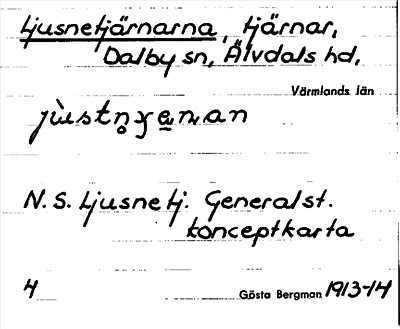 Ljusnetjärnarna, tjärnar,
Dalby sn, Älvdals hd,
Värmlands län
N. S. Ljusnetj. Generalst.
konceptkarta
4 Gösta Bergman 1913-14